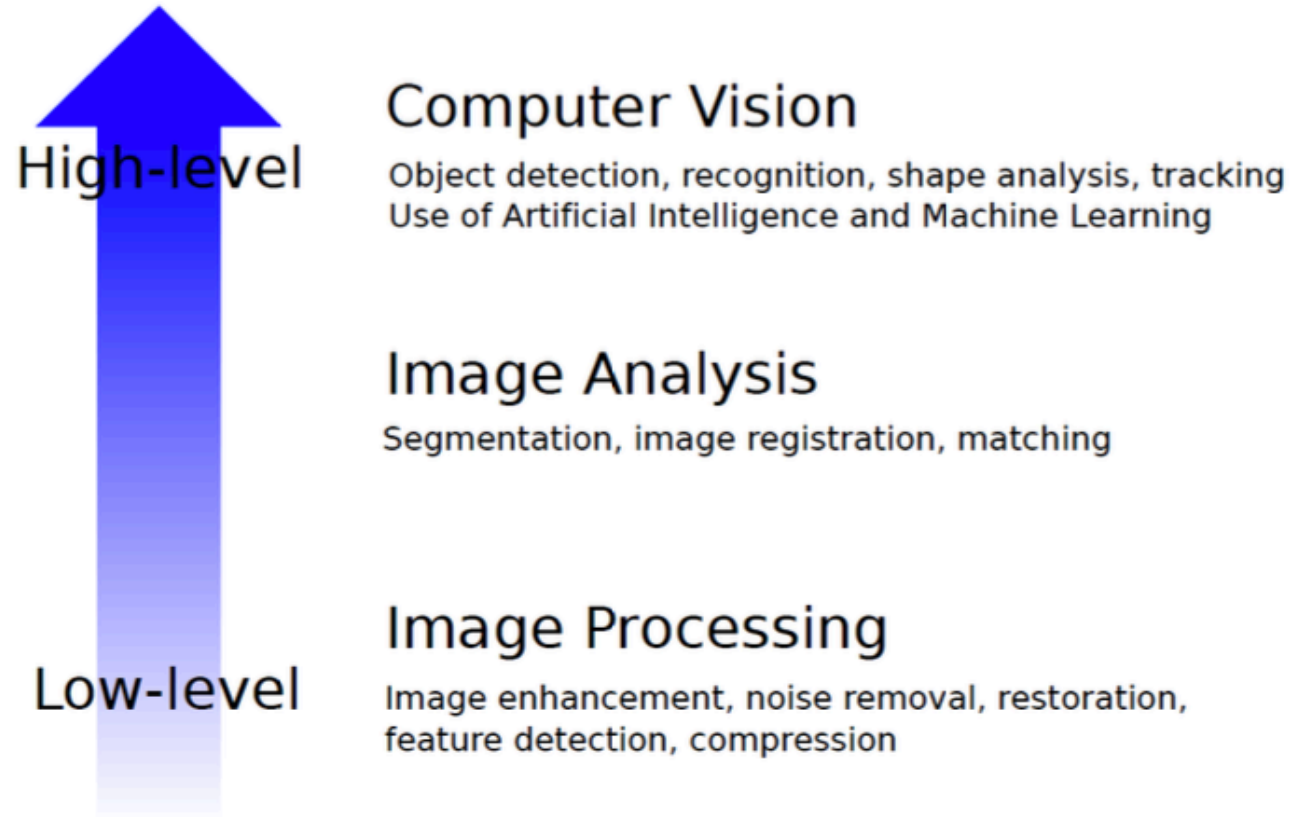 Computer Vision
High-level
Object detection, recognition, shape analysis, tracking
Use of Artificial Intelligence and Machine Learning
Image Analysis
Segmentation, image registration, matching
Image Processing
Low-level
Image enhancement, noise removal, restoration,
feature detection, compression